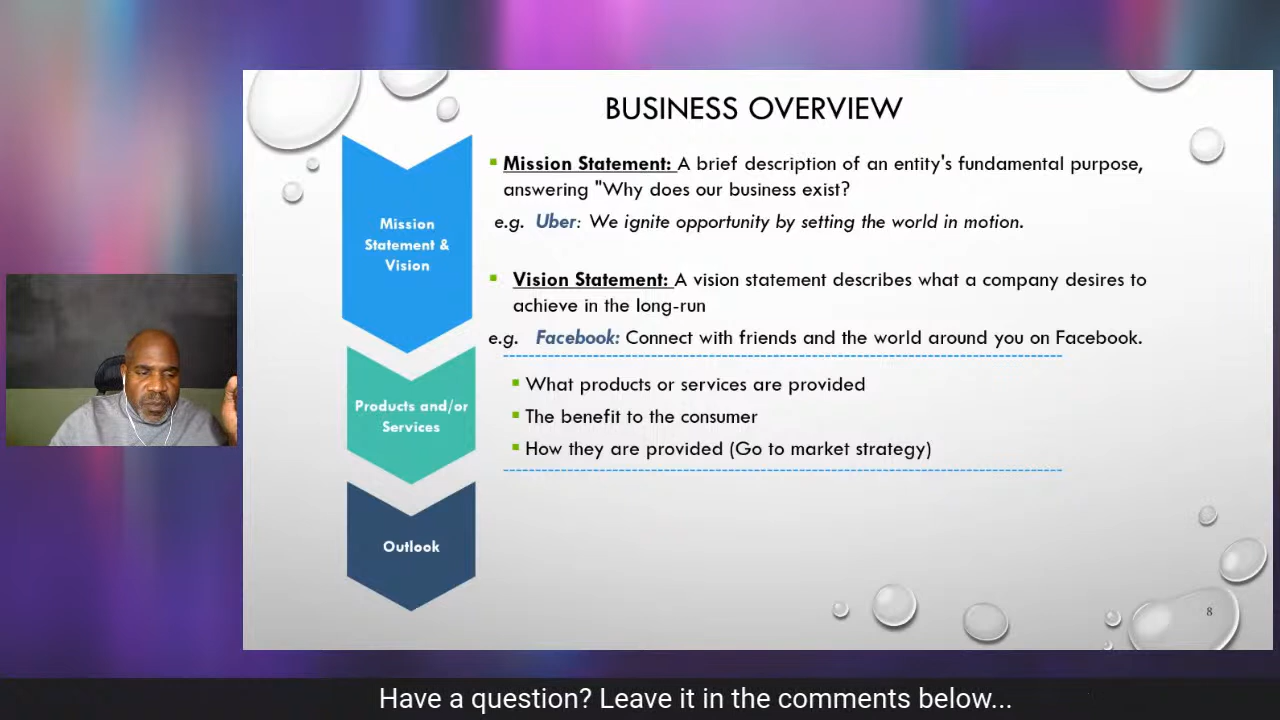 BUSINESS OVERVIEW
Mission
Statement &
Vision
Mission Statement: A brief description of an entity's fundamental purpose,
answering "Why does our business exist?
e.g. Uber: We ignite opportunity by setting the world in motion.
Vision Statement: A vision statement describes what a company desires to
achieve in the long-run
e.g. Facebook: Connect with friends and the world around you on Facebook.
Products and/or
Services
What products or services are provided
The benefit to the consumer
How they are provided (Go to market strategy)
Outlook
8
Have a question? Leave it in the comments below...